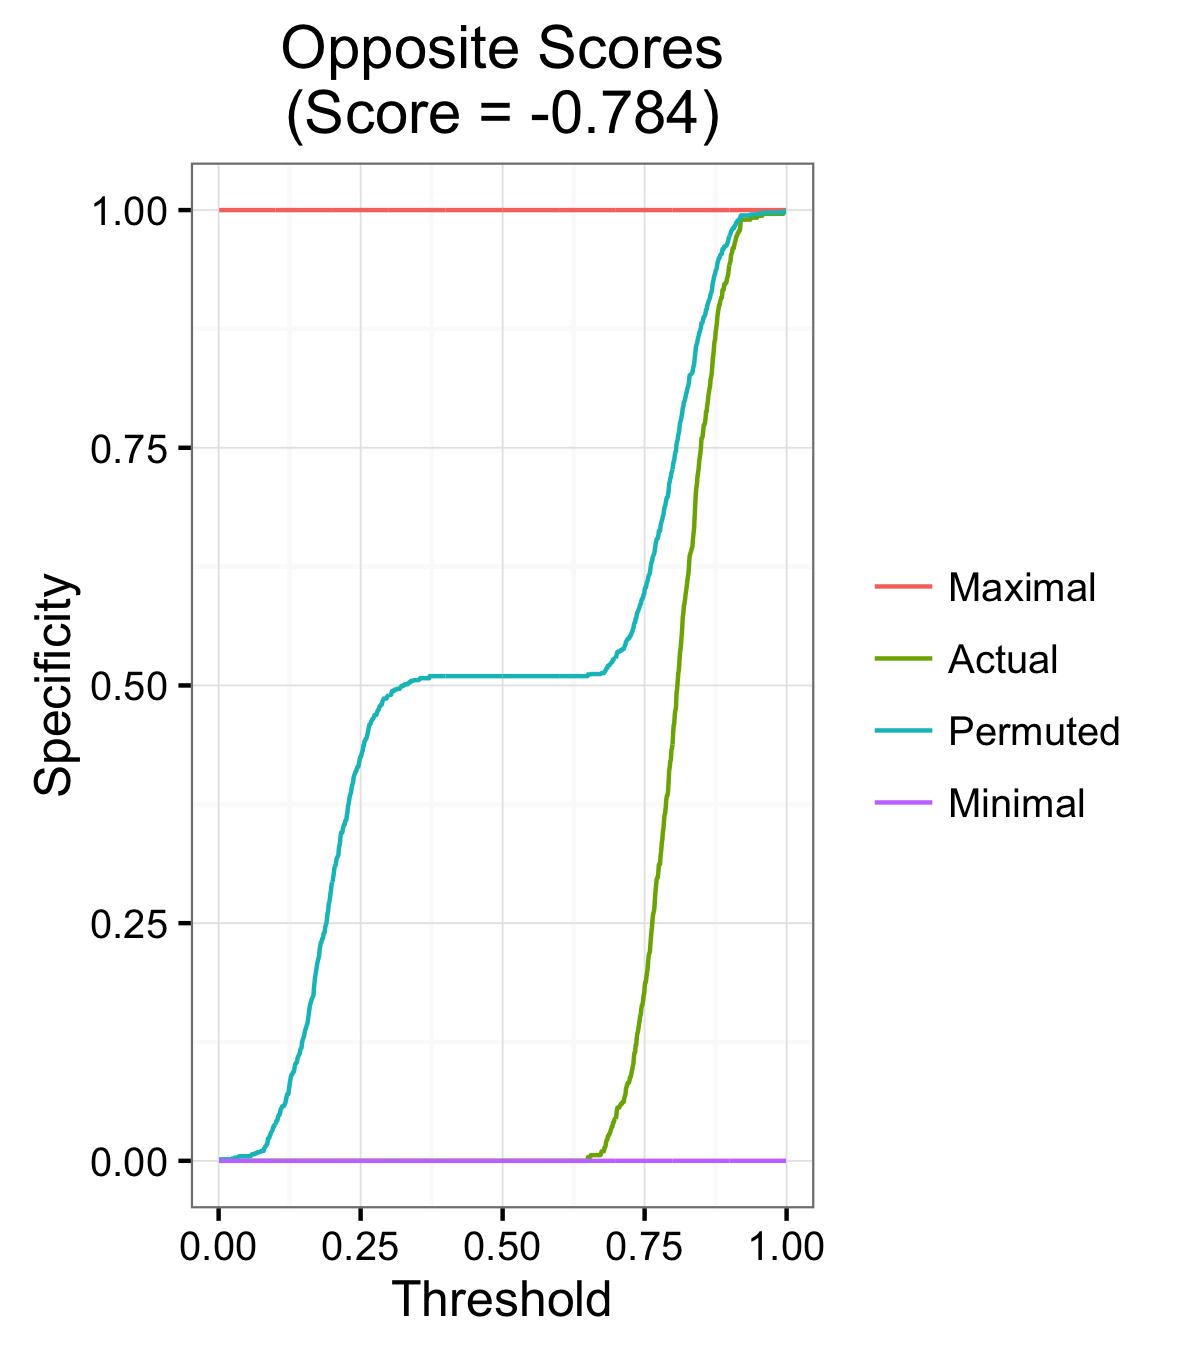 Opposite Scores
(Score = -0.784)
Specificity
1.00
0.75
0.50
0.25
0.00
0.00 0.25 0.50 0.75 1.00
Threshold
Maximal
Actual
Permuted
Minimal